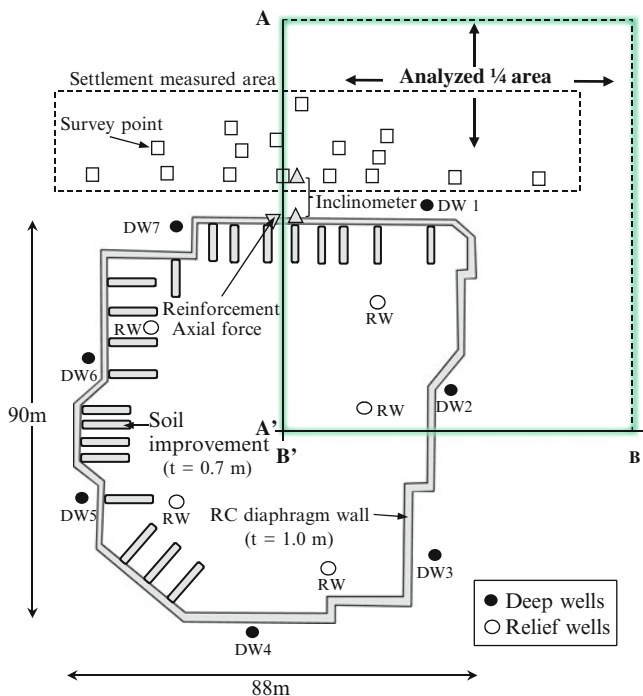 A
Settlement measured area
Analyzed ¼ area
Survey point
Inclinometer
DW 1
DW7
Reinforcement
Axial force
RW
RW
DW6
DW2
RW
90m
A'
B'
B
Soil
improvement
(t = 0.7 m)
DW5
RW
RC diaphragm wall
(t = 1.0 m)
RW
DW3
Deep wells
Relief wells
DW4
88m